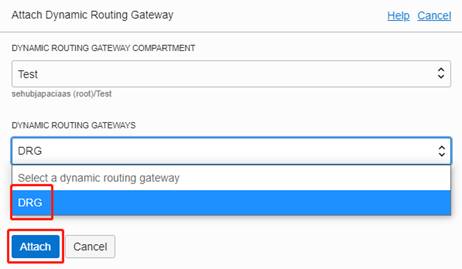 Attach Dynamic Routing Gateway
Help Cancel
DYNAMIC ROUTING GATEWAY COMPARTMENT
Test
sehubjapaciaas (root)/Test
DYNAMIC ROUTING GATEWAYS
DRG
Select a dynamic routing gateway
DRG
Attach Cancel